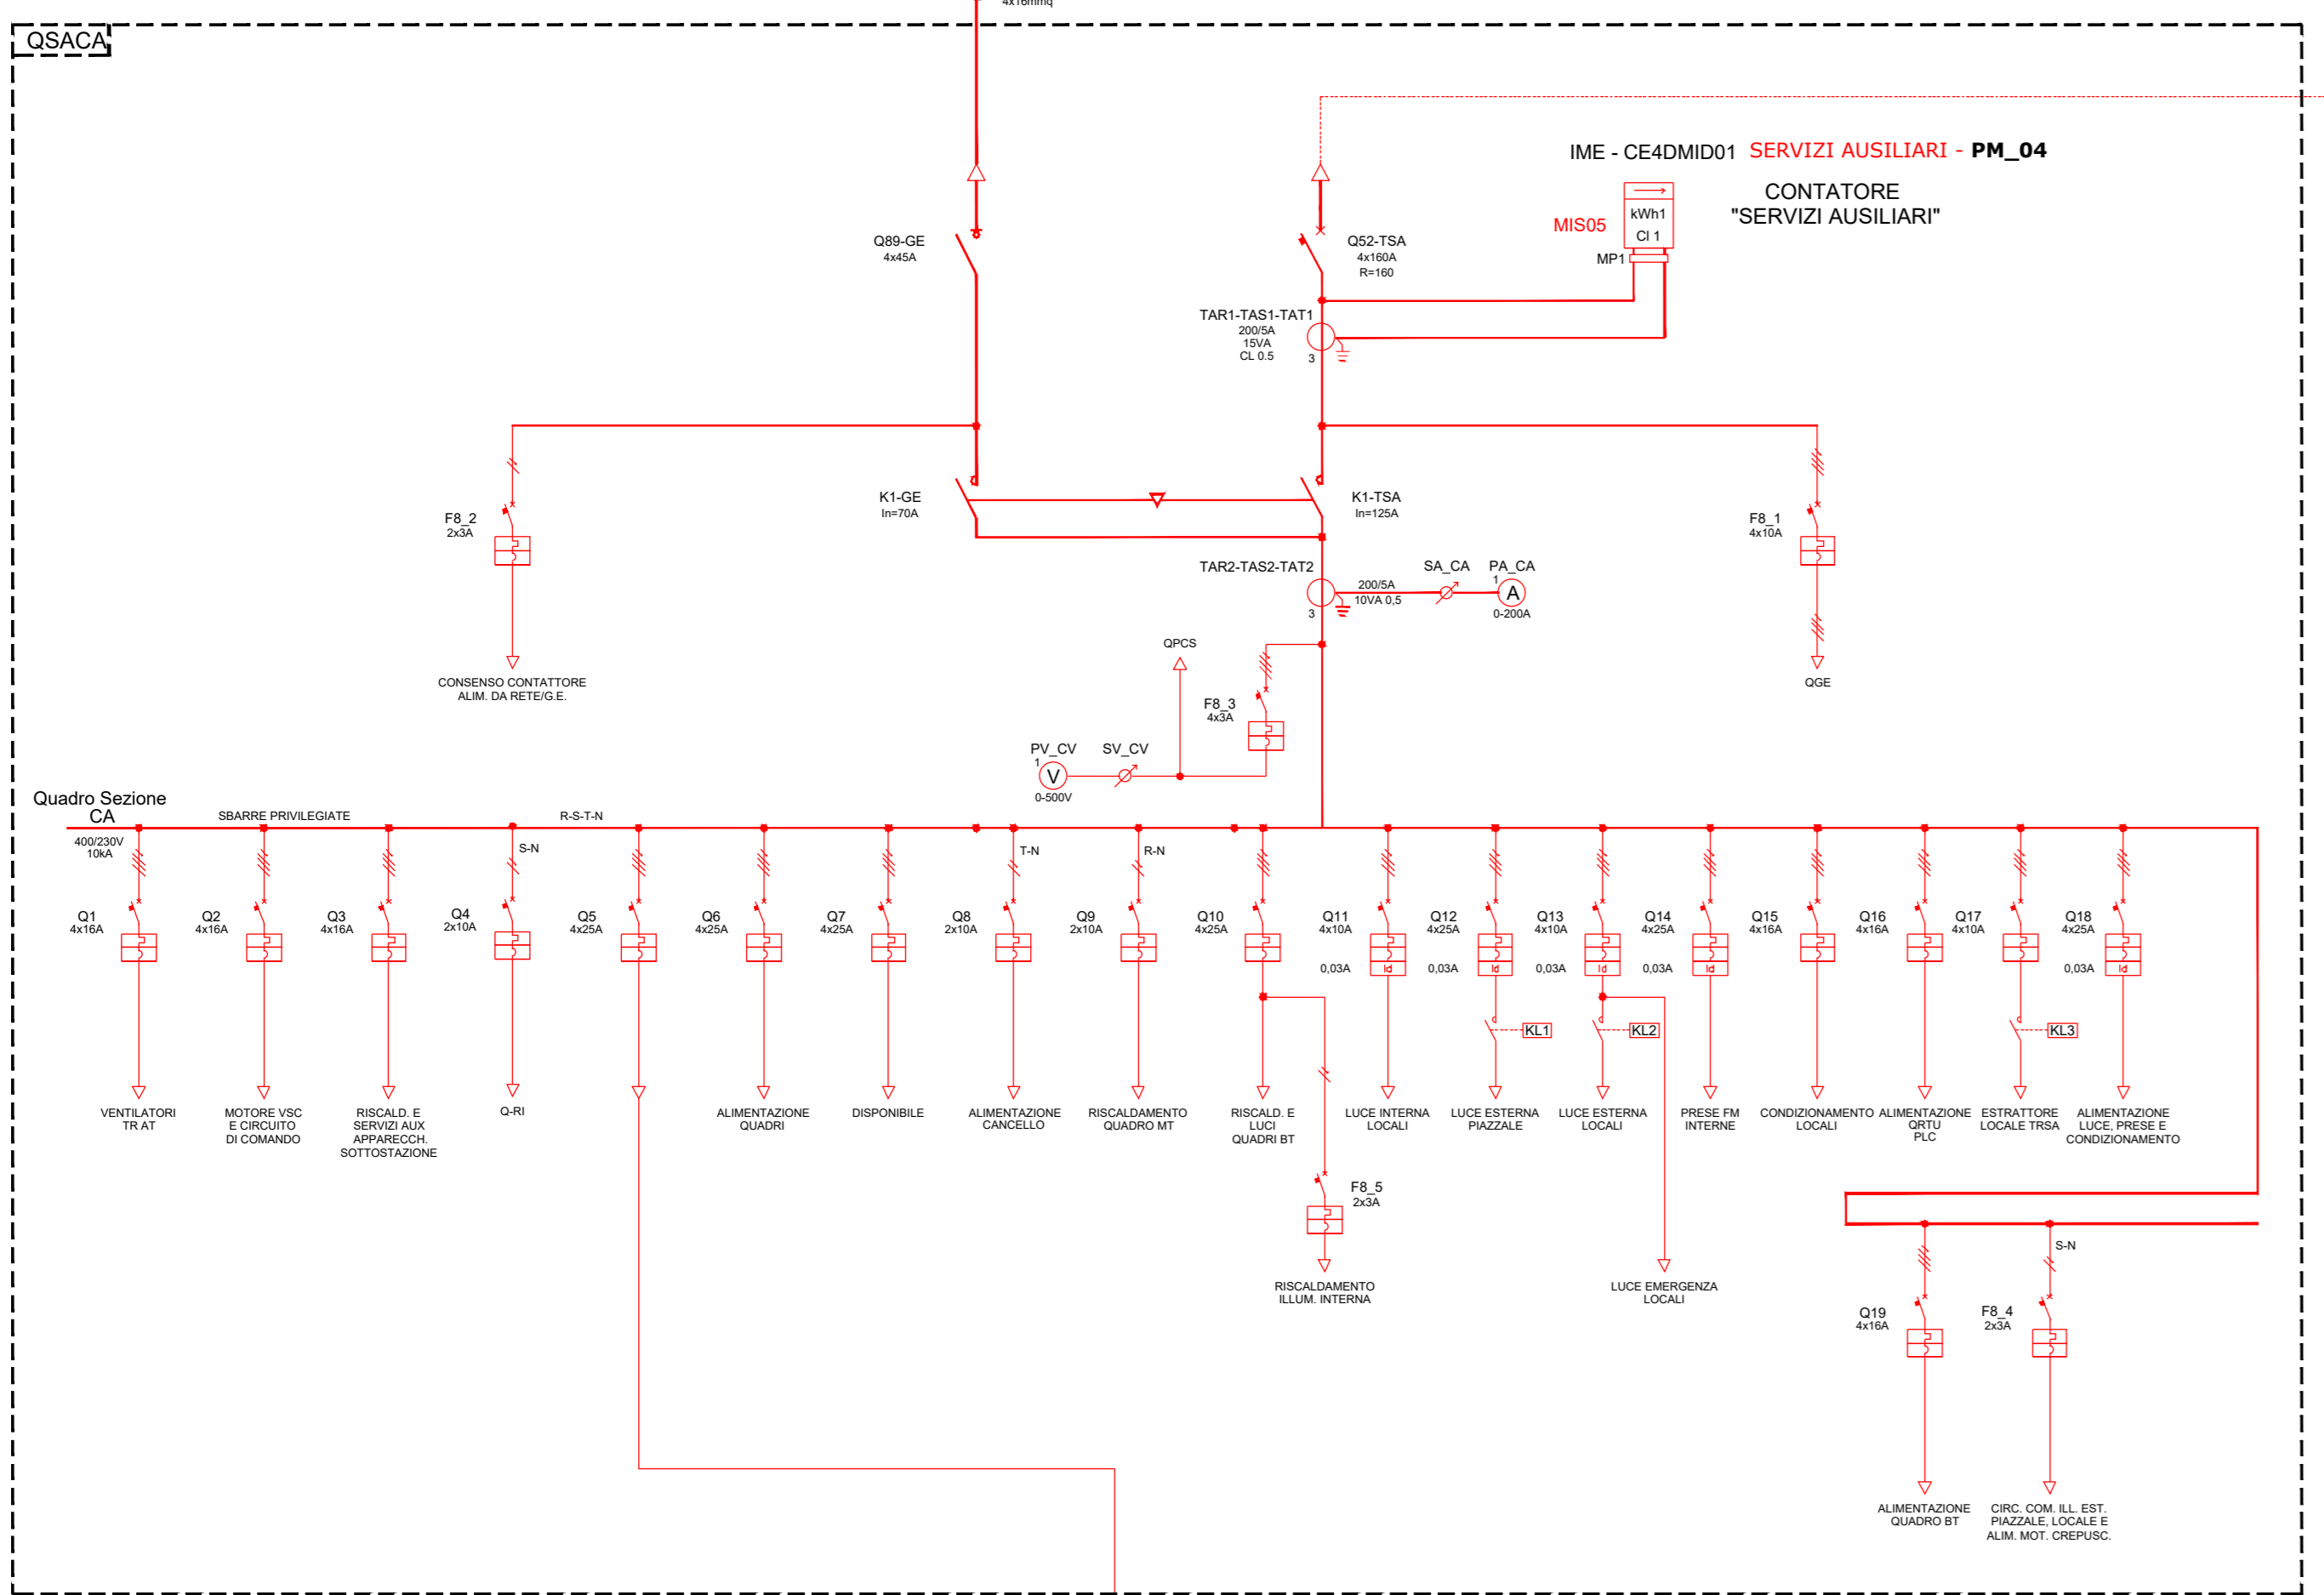 4x16mmq
QSACA
IME - CE4DMID01 SERVIZI AUSILIARI - PM_04
CONTATORE
"SERVIZI AUSILIARI"
MIS05
kWh1
Cl 1
MP1
Q89-GE
4x45A
Q52-TSA
4x160A
R=160
TAR1-TAS1-TAT1
200/5A
15VA
CL 0.5
3
K1-GE
In=70A
K1-TSA
In=125A
F8_2
2x3A
F8_1
4x10A
TAR2-TAS2-TAT2
3
200/5A
10VA 0,5
SA_CA
PA_CA
1
A
0-200A
CONSENSO CONTATTORE
ALIM. DA RETE/G.E.
QPCS
QGE
F8_3
4x3A
PV_CV
1
V
0-500V
SV_CV
Quadro Sezione
CA
400/230V
10kA
SBARRE PRIVILEGIATE
R-S-T-N
S-N
T-N
R-N
Q1
4x16A
Q2
4x16A
Q3
4x16A
Q4
2x10A
Q5
4x25A
Q6
4x25A
Q7
4x25A
Q8
2x10A
Q9
2x10A
Q10
4x25A
Q11
4x10A
0,03A
Id
Q12
4x25A
0,03A
Id
Q13
4x10A
0,03A
Id
Q14
4x25A
0,03A
Id
Q15
4x16A
Q16
4x16A
Q17
4x10A
Q18
4x25A
0,03A
Id
KL1
KL2
KL3
VENTILATORI
TR AT
MOTORE VSC
E CIRCUITO
DI COMANDO
RISCALD. E
SERVIZI AUX
APPARECCH.
SOTTOSTAZIONE
Q-RI
ALIMENTAZIONE
QUADRI
DISPONIBILE
ALIMENTAZIONE
CANCELLO
RISCALDAMENTO
QUADRO MT
RISCALD. E
LUCI
QUADRI BT
LUCE INTERNA
LOCALI
LUCE ESTERNA
PIAZZALE
LUCE ESTERNA
LOCALI
PRESE FM
INTERNE
CONDIZIONAMENTO
LOCALI
ALIMENTAZIONE
QRTU
PLC
ESTRATTORE
LOCALE TRSA
ALIMENTAZIONE
LUCE, PRESE E
CONDIZIONAMENTO
F8_5
2x3A
RISCALDAMENTO
ILLUM. INTERNA
LUCE EMERGENZA
LOCALI
S-N
Q19
4x16A
F8_4
2x3A
ALIMENTAZIONE
QUADRO BT
CIRC. COM. ILL. EST.
PIAZZALE, LOCALE E
ALIM. MOT. CREPUSC.